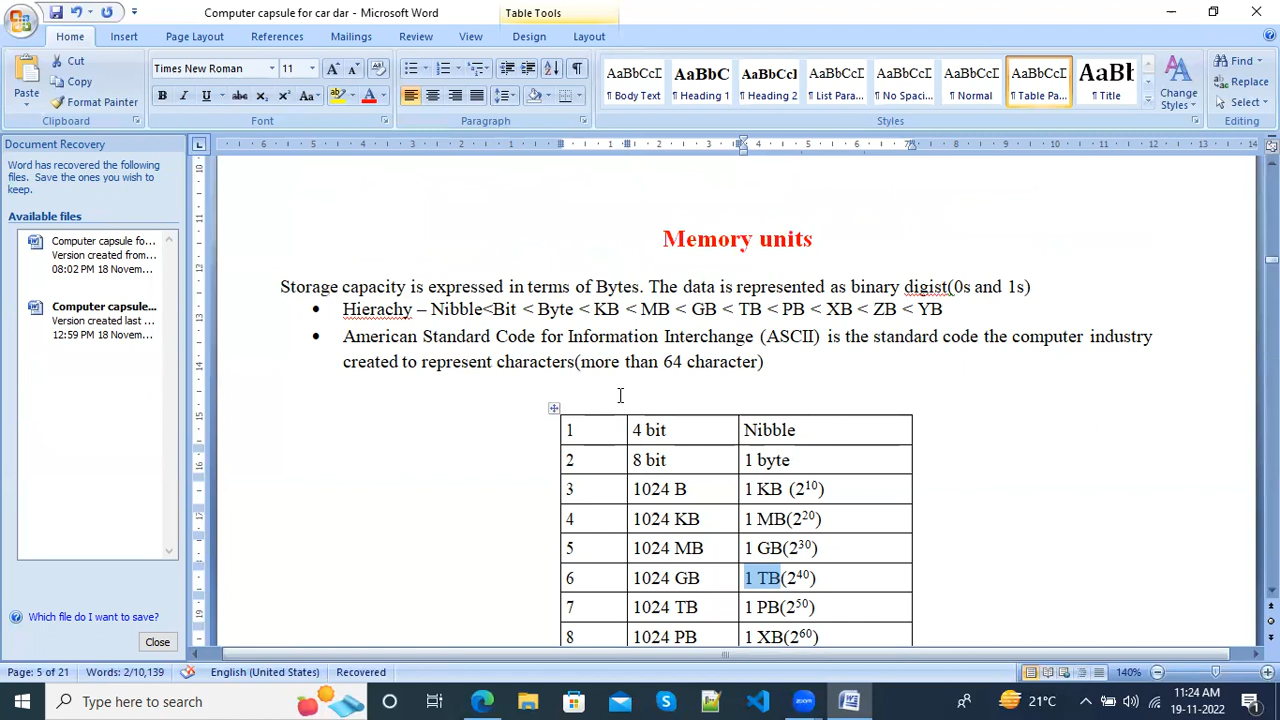 Computer capsule for car dar - Microsoft Word
Table Tools
Home Insert Page Layout References Mailings Review View Design Layout
Paste
Cut
Copy
Format Painter
Clipboard
Times New Roman 11
Font
Paragraph
AaBbCcI AaBbC AaBbCcl AaBbCcI AaBbCcI AaBbCcI AaBbCcI AaBb
¶ Body Text ¶ Heading 1 ¶ Heading 2 ¶ List Para... ¶ No Spaci... ¶ Normal ¶ Table Pa... ¶ Title
Change Styles
Styles
Find
Replace
Select
Editing
Document Recovery
Word has recovered the following files. Save the ones you wish to keep.
Available files
Computer capsule fo...
Version created from...
08:02 PM 18 Novem...
Computer capsule...
Version created last ...
12:59 PM 18 Novem...
Which file do I want to save?
Close
Memory units
Storage capacity is expressed in terms of Bytes. The data is represented as binary digist(0s and 1s)
• Hierachy – Nibble<Bit < Byte < KB < MB < GB < TB < PB < XB < ZB < YB
• American Standard Code for Information Interchange (ASCII) is the standard code the computer industry
created to represent characters(more than 64 character)
1 4 bit Nibble
2 8 bit 1 byte
3 1024 B 1 KB (2¹⁰)
4 1024 KB 1 MB(2²⁰)
5 1024 MB 1 GB(2³⁰)
6 1024 GB 1 TB(2⁴⁰)
7 1024 TB 1 PB(2⁵⁰)
8 1024 PB 1 XB(2⁶⁰)
Page: 5 of 21 Words: 2/10,139 English (United States) Recovered 140%
Type here to search
21°C
11:24 AM
19-11-2022